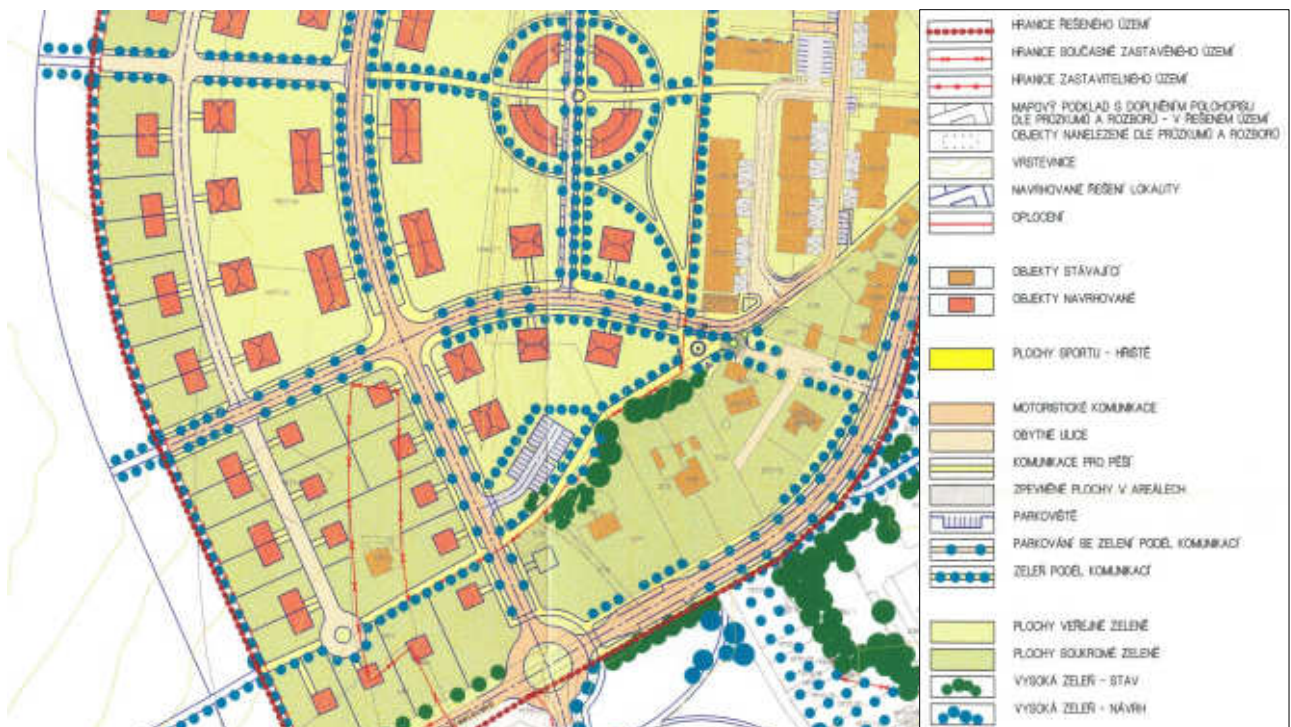 HRANICE ŘEŠENÉHO ÚZEMÍ
HRANICE SOUČASNĚ ZASTAVĚNÉHO ÚZEMÍ
HRANICE ZASTAVITELNÉHO ÚZEMÍ
MAPOVÝ PODKLAD S DOPLNĚNÍM POLOHOPISU
DLE PRŮZKUMŮ A ROZBORŮ - V ŘEŠENÉM ÚZEMÍ
OBJEKTY NANELEZENÉ DLE PRŮZKUMŮ A ROZBORŮ
VRSTEVNICE
NAVRHOVANÉ ŘEŠENÍ LOKALITY
OPLOCENÍ
OBJEKTY STÁVAJÍCÍ
OBJEKTY NAVRHOVANÉ
PLOCHY SPORTU - HŘIŠTĚ
MOTORISTICKÉ KOMUNIKACE
OBYTNÉ ULICE
KOMUNIKACE PRO PĚŠÍ
ZPEVNĚNÉ PLOCHY V AREÁLECH
PARKOVIŠTĚ
PARKOVÁNÍ SE ZELENÍ PODÉL KOMUNIKACÍ
ZELEŇ PODÉL KOMUNIKACÍ
PLOCHY VEŘEJNÉ ZELENĚ
PLOCHY SOUKROMÉ ZELENĚ
VYSOKÁ ZELEŇ - STAV
VYSOKÁ ZELEŇ - NÁVRH